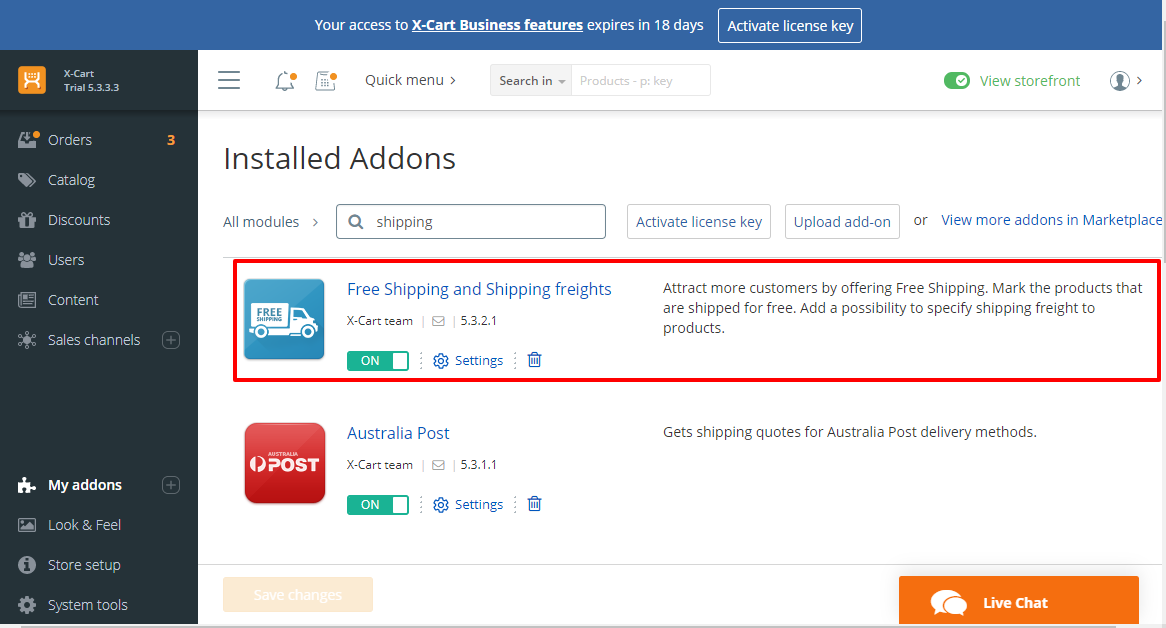 Your access to X-Cart Business features expires in 18 days
Activate license key
X-Cart
Trial 5.3.3.3
Quick menu
Search in
Products - p: key
View storefront
Orders 3
Catalog
Discounts
Users
Content
Sales channels
My addons
Look & Feel
Store setup
System tools
Installed Addons
All modules
shipping
Activate license key
Upload add-on
or
View more addons in Marketplace
FREE
SHIPPING
Free Shipping and Shipping freights
X-Cart team | 5.3.2.1
ON
Settings
Attract more customers by offering Free Shipping. Mark the products that
are shipped for free. Add a possibility to specify shipping freight to
products.
AUSTRALIA
POST
Australia Post
X-Cart team | 5.3.1.1
ON
Settings
Gets shipping quotes for Australia Post delivery methods.
Save changes
Live Chat